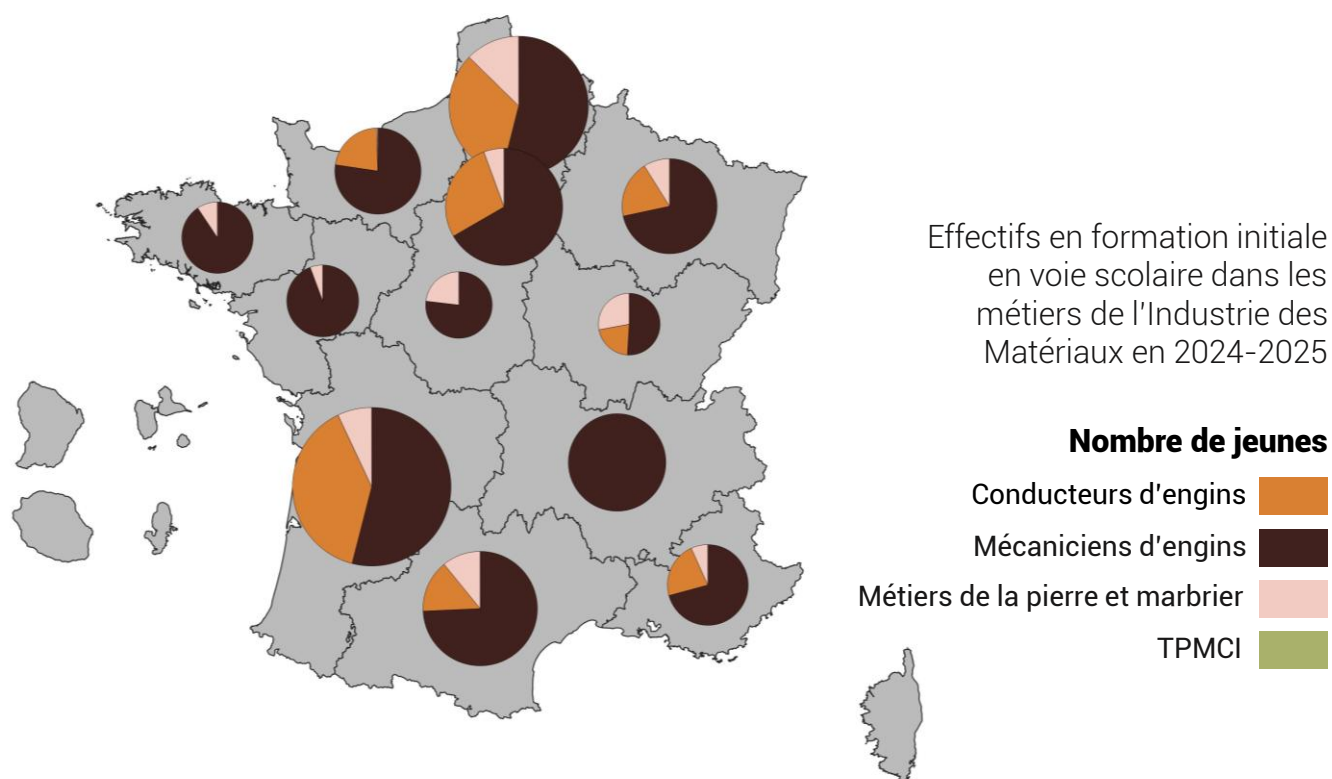 Effectifs en formation initiale
en voie scolaire dans les
métiers de l'Industrie des
Matériaux en 2024-2025
Nombre de jeunes
Conducteurs d'engins
Mécaniciens d'engins
Métiers de la pierre et marbrier
TPMCI